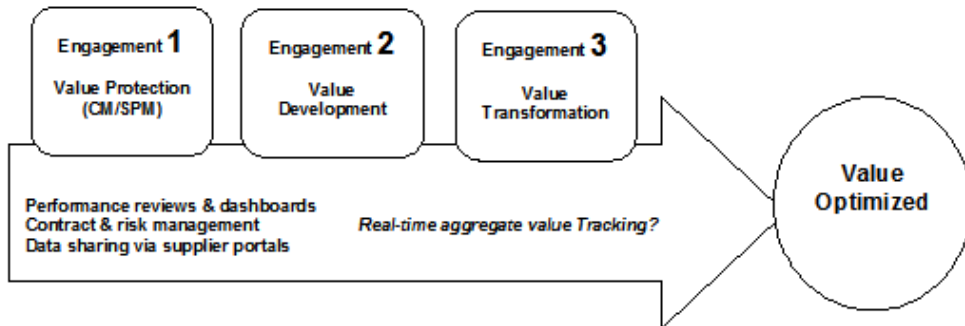 Engagement 1
Value Protection
(CM/SPM)
Engagement 2
Value
Development
Engagement 3
Value
Transformation
Performance reviews & dashboards
Contract & risk management
Data sharing via supplier portals
Real-time aggregate value Tracking?
Value
Optimized